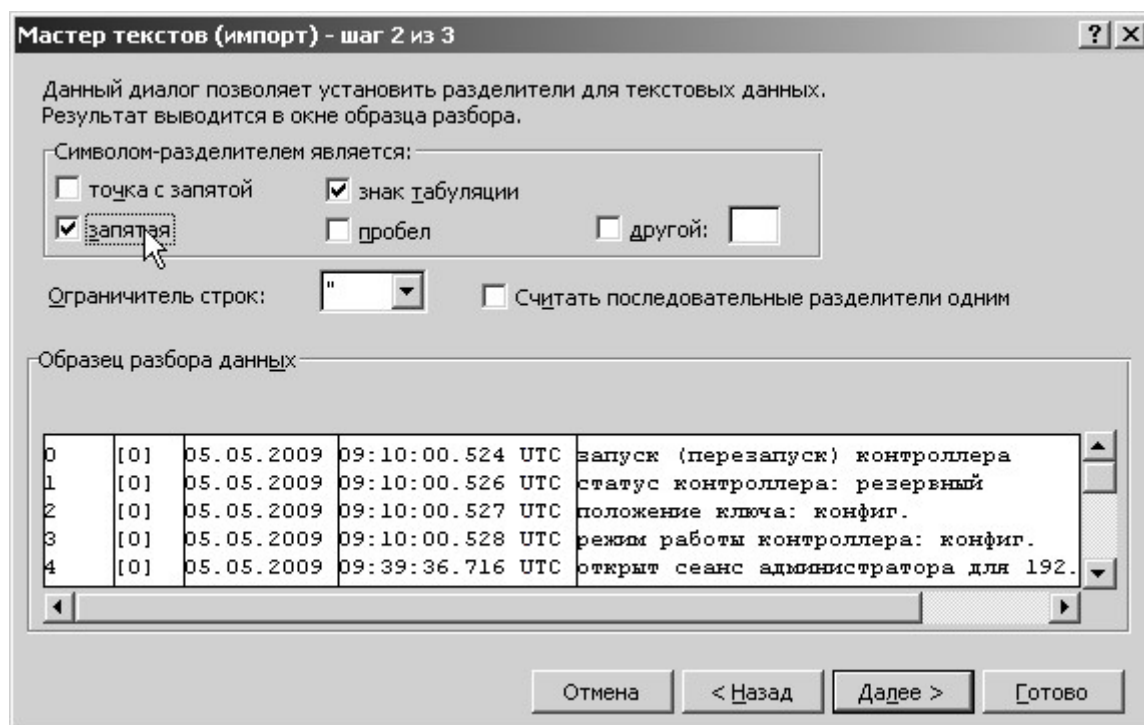 Мастер текстов (импорт) - шаг 2 из 3
Данный диалог позволяет установить разделители для текстовых данных.
Результат выводится в окне образца разбора.
Символом-разделителем является:
точка с запятой знак табуляции
запятая пробел другой:
Ограничитель строк: " Считать последовательные разделители одним
Образец разбора данных
0 [0] 05.05.2009 09:10:00.524 UTC запуск (перезапуск) контроллера
1 [0] 05.05.2009 09:10:00.526 UTC статус контроллера: резервный
2 [0] 05.05.2009 09:10:00.527 UTC положение ключа: конфиг.
3 [0] 05.05.2009 09:10:00.528 UTC режим работы контроллера: конфиг.
4 [0] 05.05.2009 09:39:36.716 UTC открыт сеанс администратора для 192.
Отмена < Назад Далее > Готово